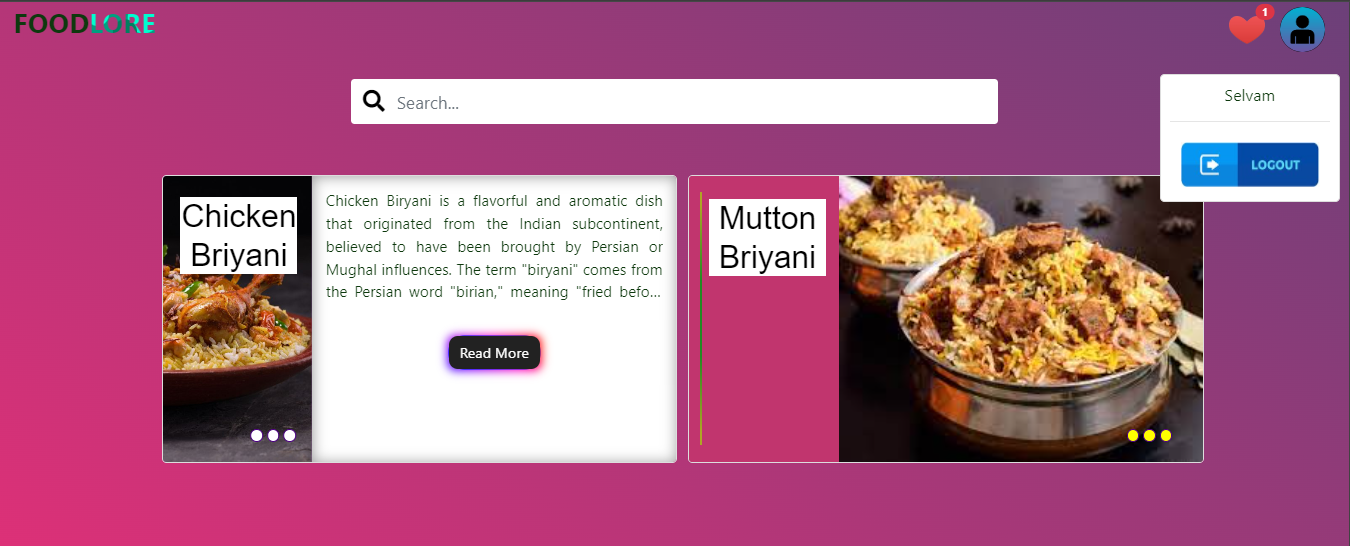 FOODLORE
1
Search...
Selvam
LOGOUT
Chicken
Briyani
Chicken Biryani is a flavorful and aromatic dish
that originated from the Indian subcontinent,
believed to have been brought by Persian or
Mughal influences. The term "biryani" comes from
the Persian word "birian," meaning "fried befo...
Read More
Mutton
Briyani